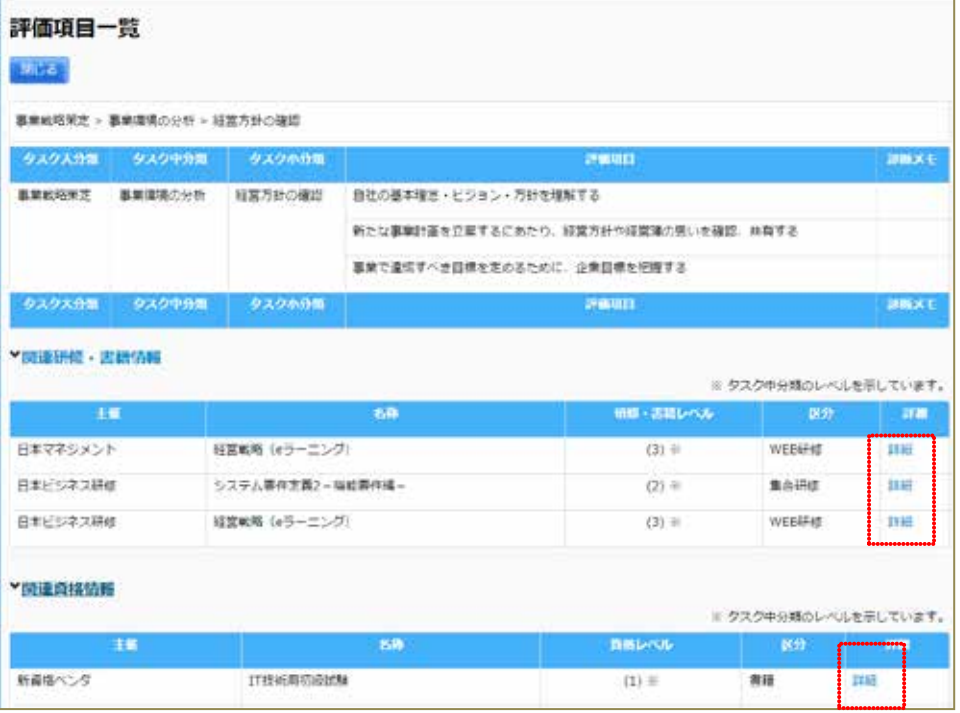 評価項目一覧
閉じる
事業戦略策定 > 事業環境の分析 > 経営方針の確認
タスク大分類 タスク中分類 タスク小分類 評価項目 診断メモ
事業戦略策定 事業環境の分析 経営方針の確認 自社の基本理念・ビジョン・方針を理解する
新たな事業計画を立案するにあたり、経営方針や経営陣の思いを確認、共有する
事業で達成すべき目標を定めるために、企業目標を把握する
タスク大分類 タスク中分類 タスク小分類 評価項目 診断メモ
関連研修・書籍情報
※ タスク中分類のレベルを示しています。
主催 名称 研修・書籍レベル 区分 詳細
日本マネジメント 経営戦略（eラーニング） (3) ※ WEB研修 詳細
日本ビジネス研修 システム要件定義2－機能要件編－ (2) ※ 集合研修 詳細
日本ビジネス研修 経営戦略（eラーニング） (3) ※ WEB研修 詳細
関連資格情報
※ タスク中分類のレベルを示しています。
主催 名称 資格レベル 区分 詳細
新資格ベンダ IT技術用初級試験 (1) ※ 書籍 詳細